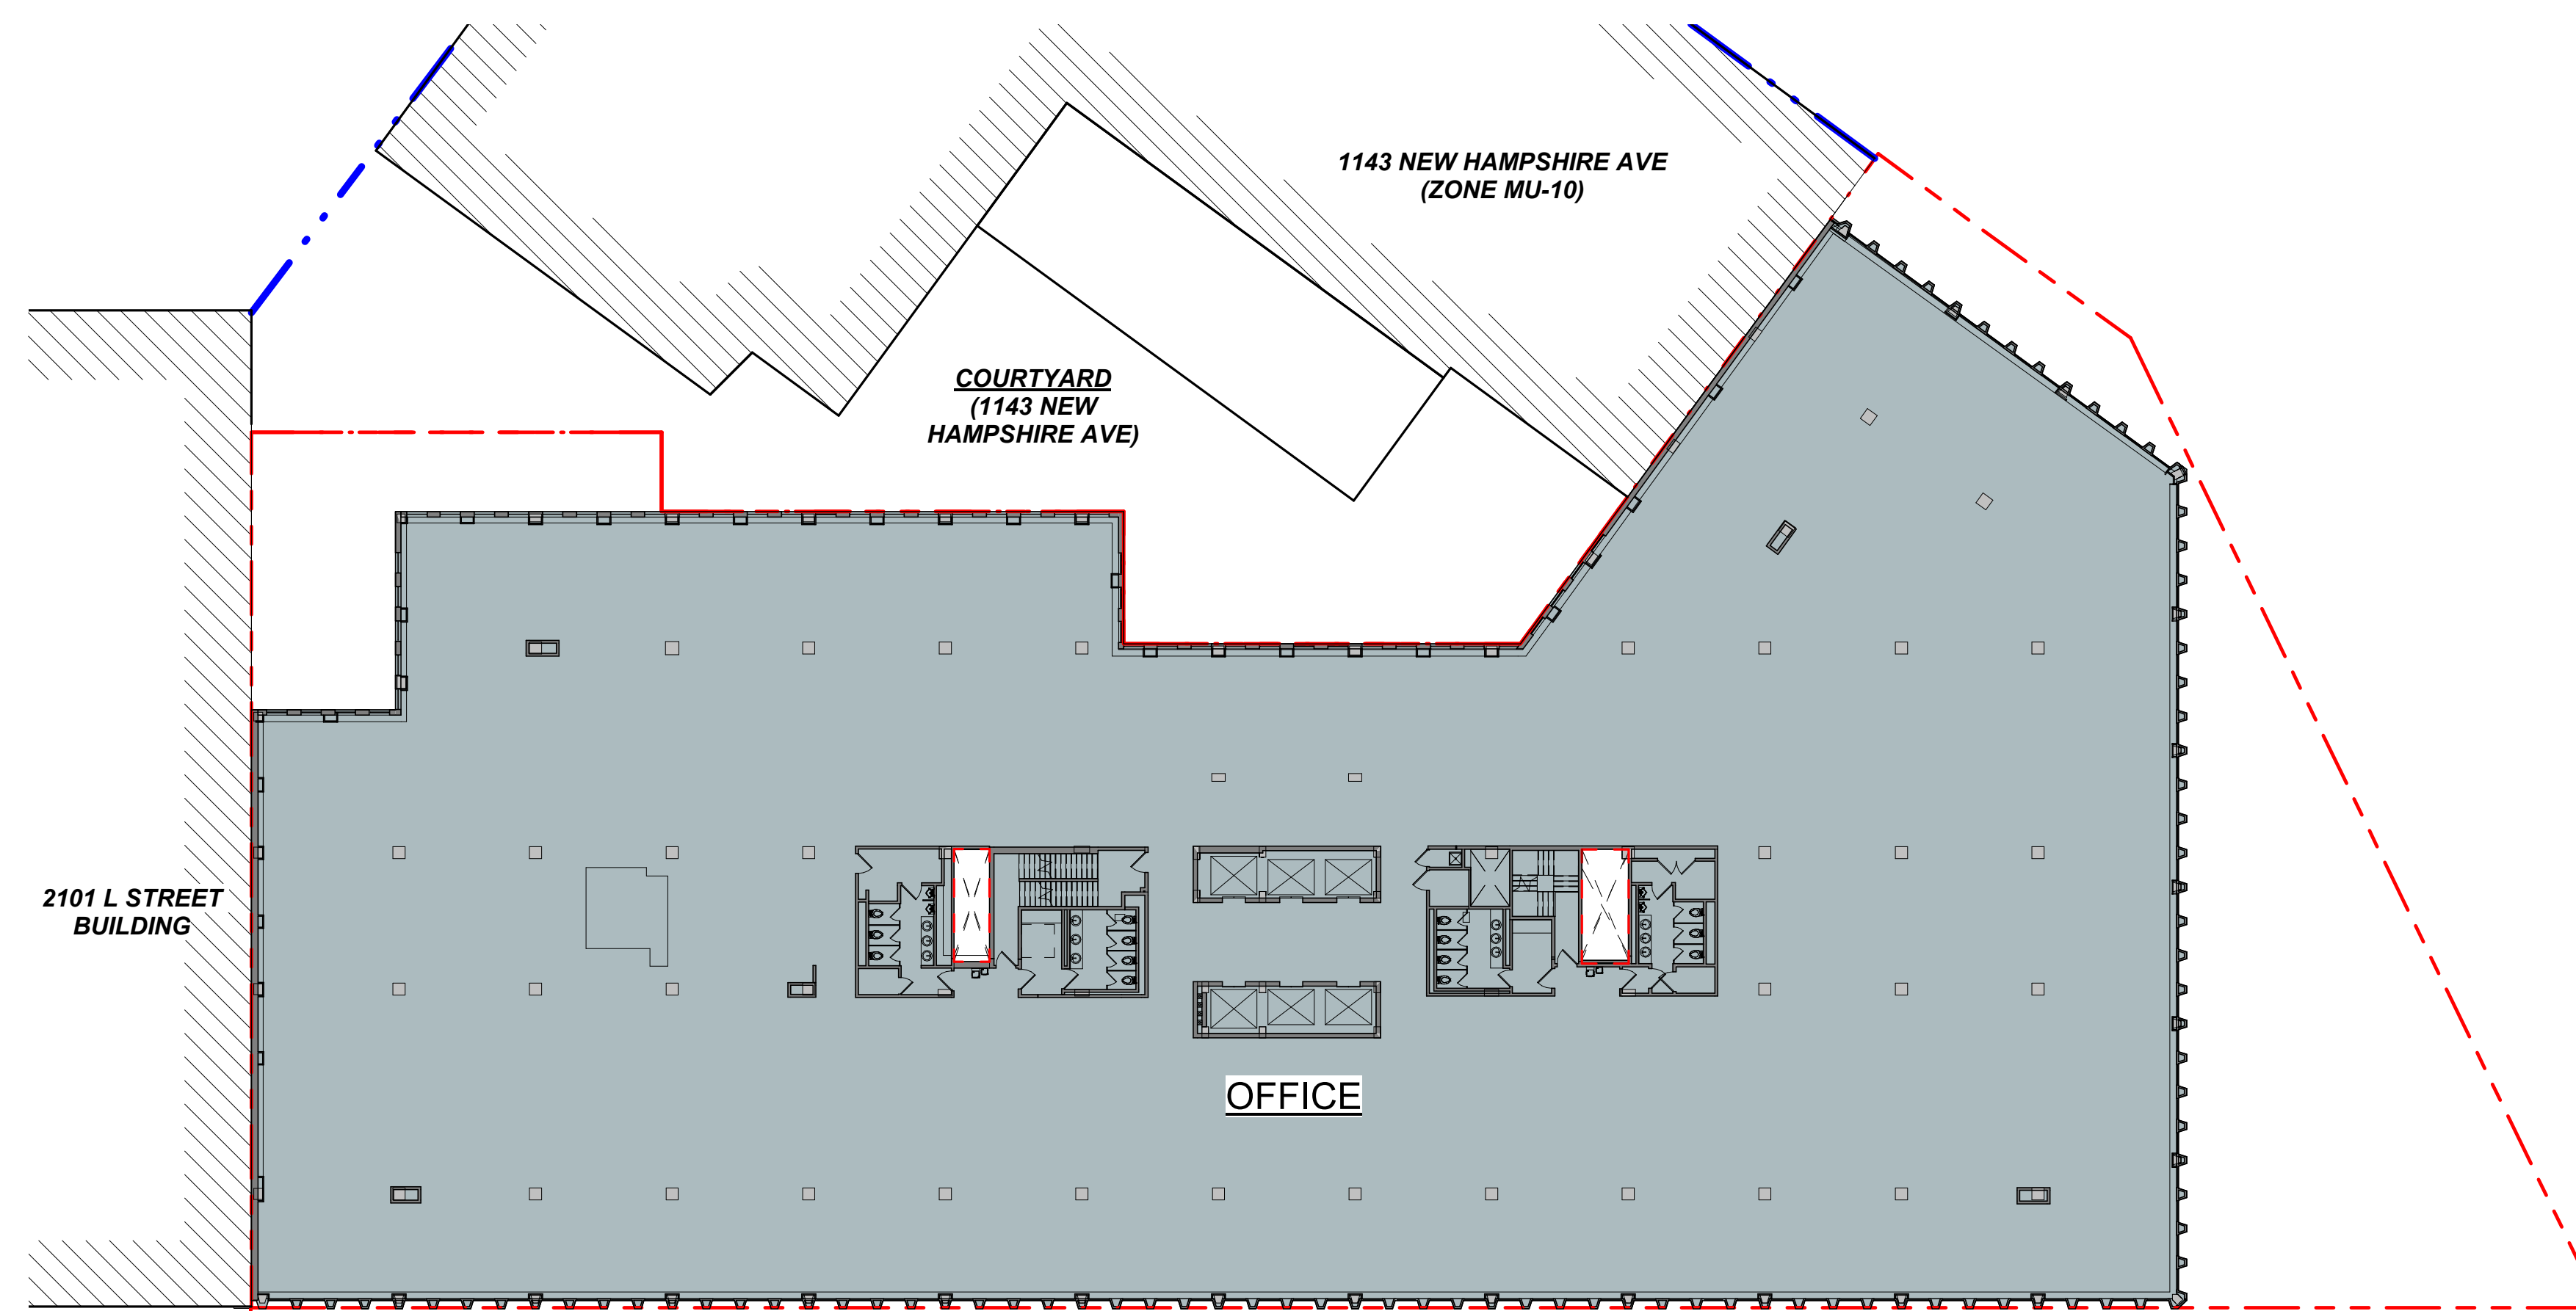 1143 NEW HAMPSHIRE AVE
(ZONE MU-10)
COURTYARD
(1143 NEW
HAMPSHIRE AVE)
2101 L STREET
BUILDING
OFFICE